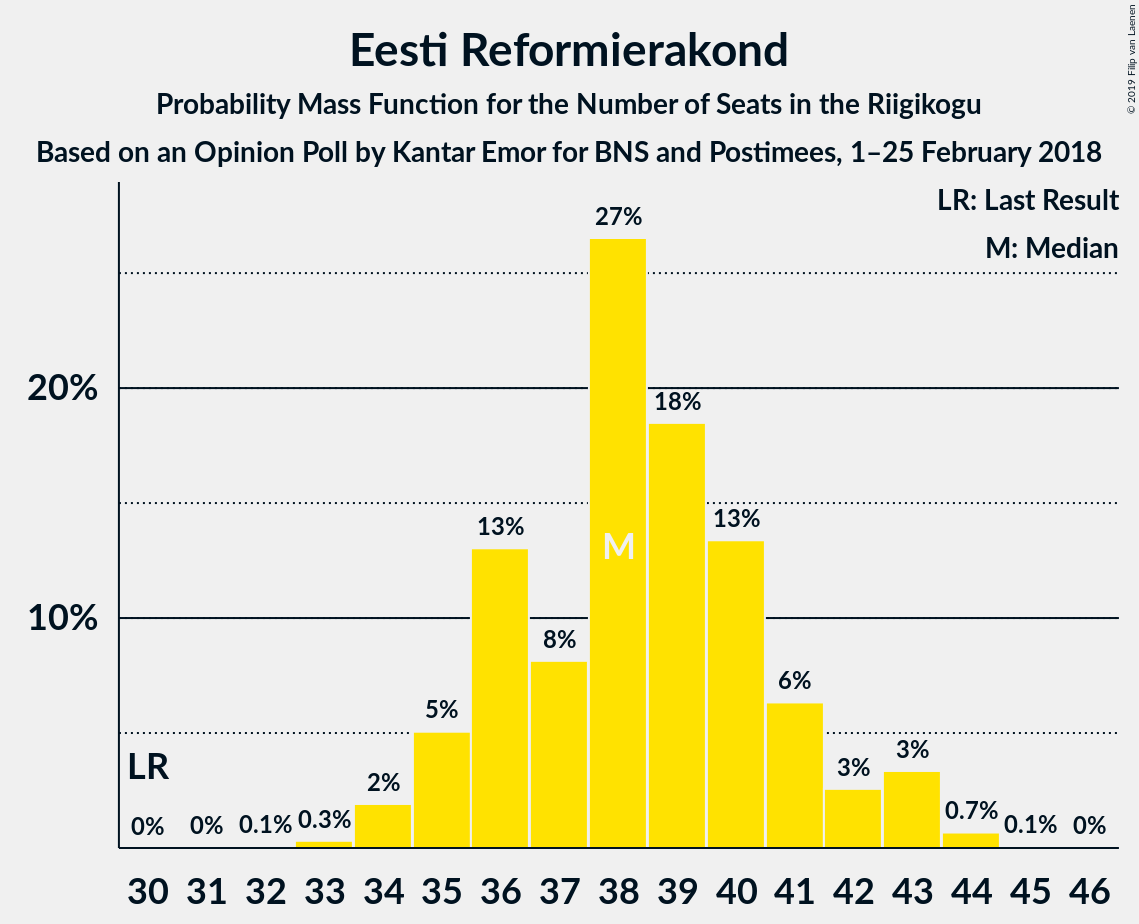 Eesti Reformierakond
Probability Mass Function for the Number of Seats in the Riigikogu
Based on an Opinion Poll by Kantar Emor for BNS and Postimees, 1–25 February 2018
© 2019 Filip van Laenen
LR: Last Result
M: Median
27%
20%
18%
13%
13%
M
10%
8%
6%
5%
3%
3%
2%
LR
0%
0%
0.1%
0.3%
0.7%
0.1%
0%
30 31 32 33 34 35 36 37 38 39 40 41 42 43 44 45 46